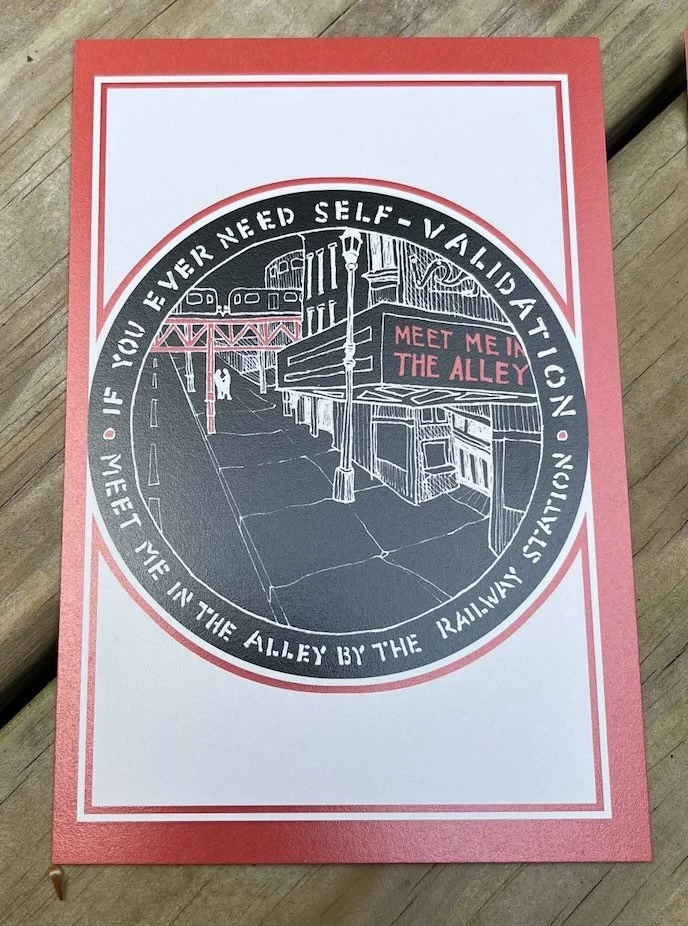 IF YOU EVER NEED SELF-VALIDATION
MEET ME IN
THE ALLEY
MEET ME IN THE ALLEY BY THE RAILWAY STATION